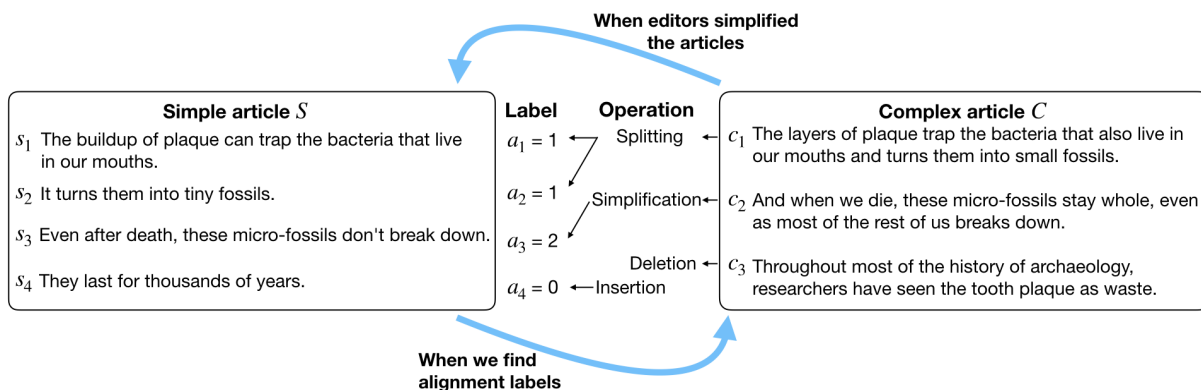 When editors simplified
the articles
Simple article S
s1 The buildup of plaque can trap the bacteria that live
in our mouths.
s2 It turns them into tiny fossils.
s3 Even after death, these micro-fossils don't break down.
s4 They last for thousands of years.
Label
a1 = 1
a2 = 1
a3 = 2
a4 = 0
Operation
Splitting
Simplification
Deletion
Insertion
Complex article C
c1 The layers of plaque trap the bacteria that also live in
our mouths and turns them into small fossils.
c2 And when we die, these micro-fossils stay whole, even
as most of the rest of us breaks down.
c3 Throughout most of the history of archaeology,
researchers have seen the tooth plaque as waste.
When we find
alignment labels